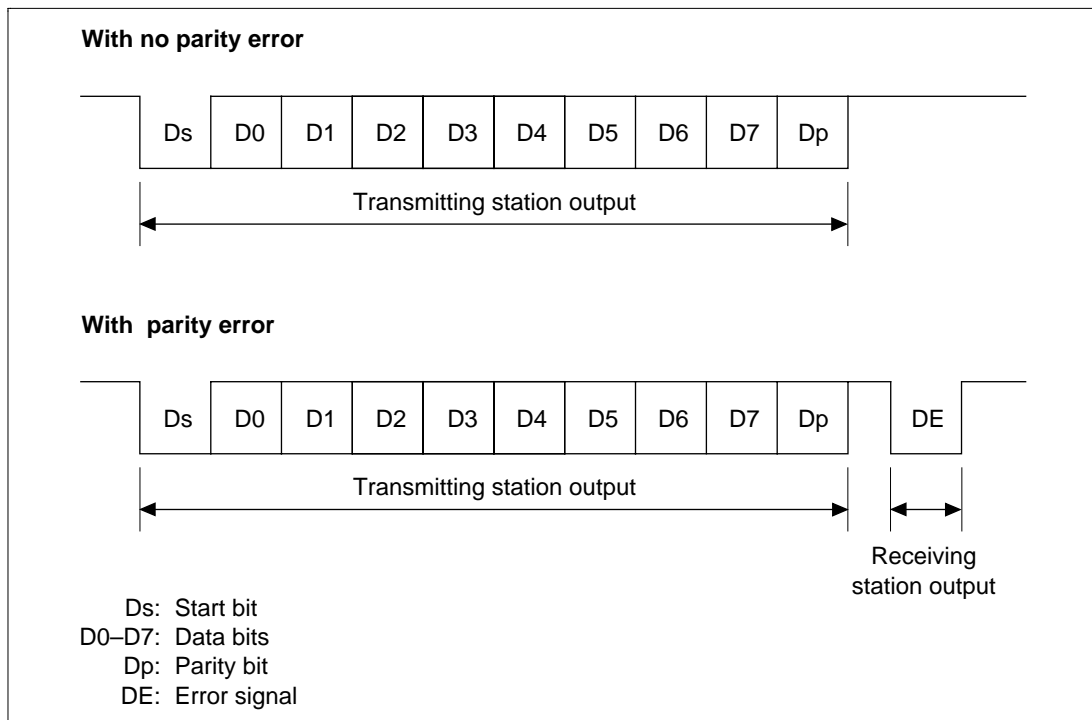 With no parity error
Ds D0 D1 D2 D3 D4 D5 D6 D7 Dp
Transmitting station output
With parity error
Ds D0 D1 D2 D3 D4 D5 D6 D7 Dp DE
Transmitting station output
Receiving
station output
Ds: Start bit
D0–D7: Data bits
Dp: Parity bit
DE: Error signal